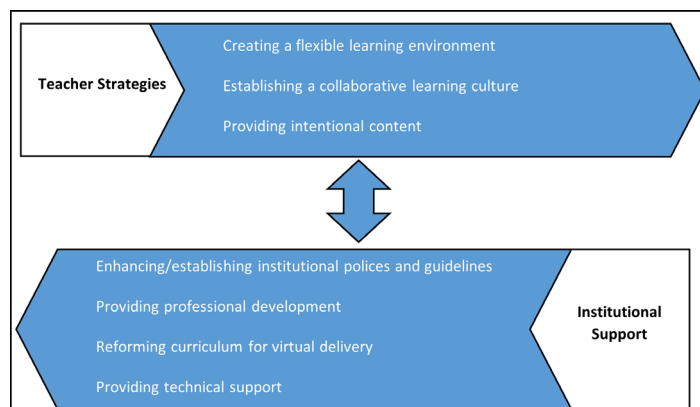 Creating a flexible learning environment
Teacher Strategies
Establishing a collaborative learning culture
Providing intentional content
Enhancing/establishing institutional polices and guidelines
Providing professional development
Institutional
Support
Reforming curriculum for virtual delivery
Providing technical support